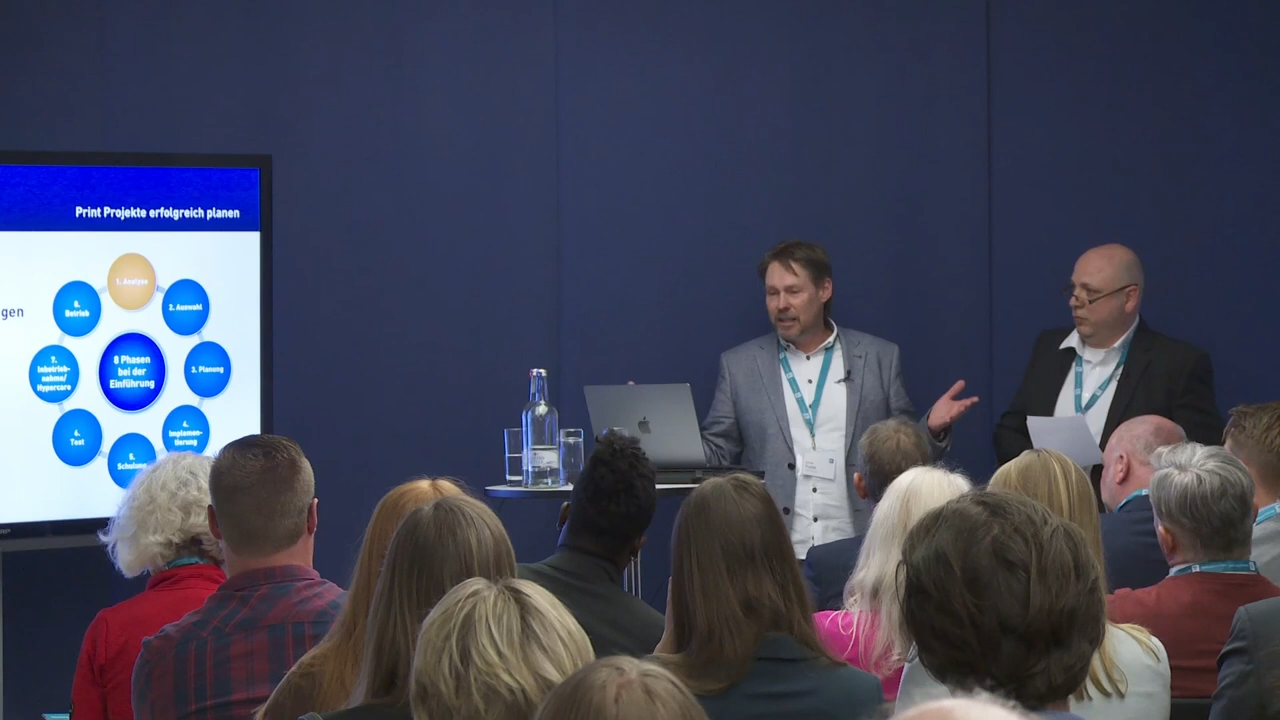 Print Projekte erfolgreich planen
gen
1. Analyse
2. Auswahl
3. Planung
4.
Implemen-
tierung
5.
Schulung
6.
Test
7.
Inbetrieb-
nahme/
Hypercare
8.
Betrieb
8 Phasen
bei der
Einführung